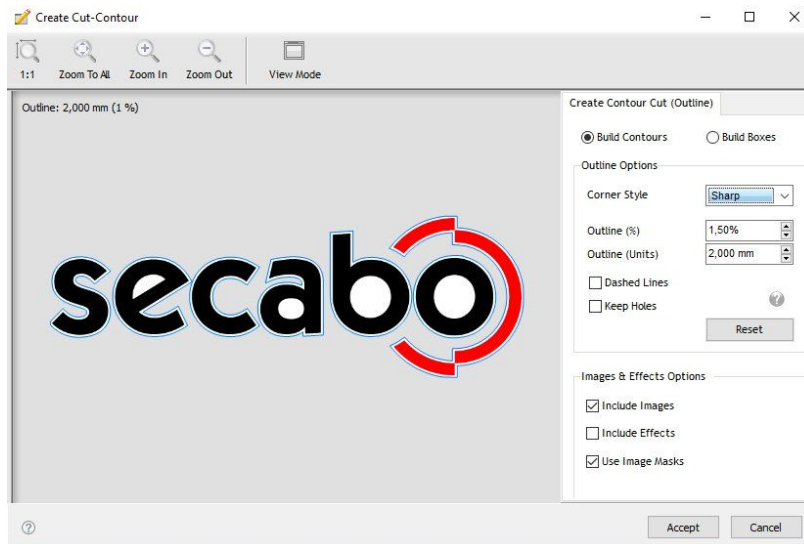 Create Cut-Contour
1:1 Zoom To All Zoom In Zoom Out View Mode
Outline: 2,000 mm (1 %)
secabo
Create Contour Cut (Outline)
Build Contours Build Boxes
Outline Options
Corner Style Sharp
Outline (%) 1,50%
Outline (Units) 2,000 mm
Dashed Lines
Keep Holes
Reset
Images & Effects Options
Include Images
Include Effects
Use Image Masks
Accept Cancel